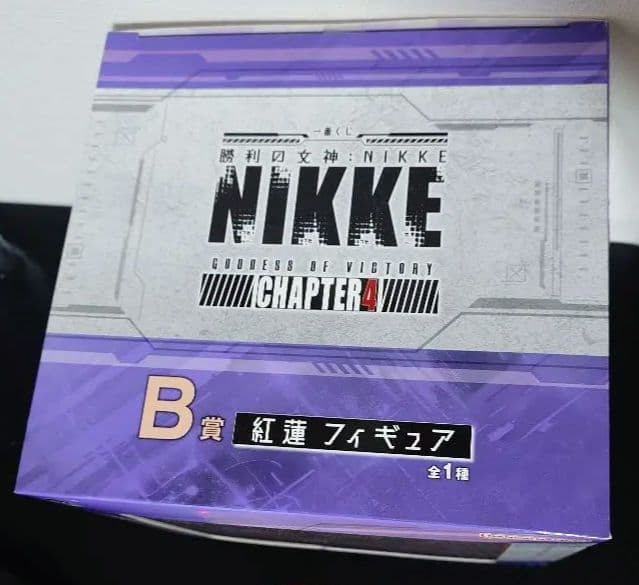 一番くじ
勝利の女神:NIKKE
NIKKE
GODDESS OF VICTORY
CHAPTER4
B賞 紅蓮 フィギュア
全1種